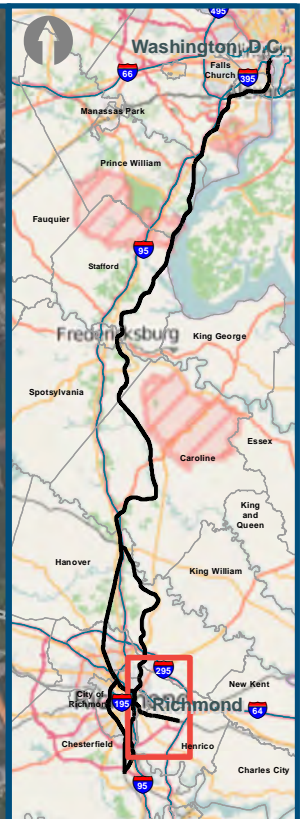 495
Washington, D.C.
Falls
Church
395
66
Manassas Park
Prince William
Fauquier
95
Stafford
Fredericksburg
King George
Spotsylvania
Caroline
Essex
King
and
Queen
Hanover
King William
295
New Kent
City of
Richmond
195
Richmond
64
Chesterfield
Henrico
Charles City
95